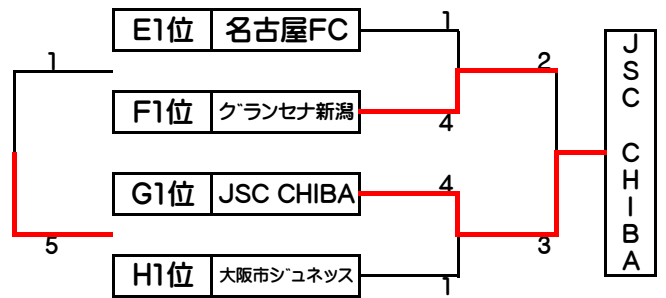 E1位 名古屋FC 1
1 2
F1位 グランセナ新潟 4
G1位 JSC CHIBA 4
5 3
H1位 大阪市ジュネッス 1
JSC CHIBA